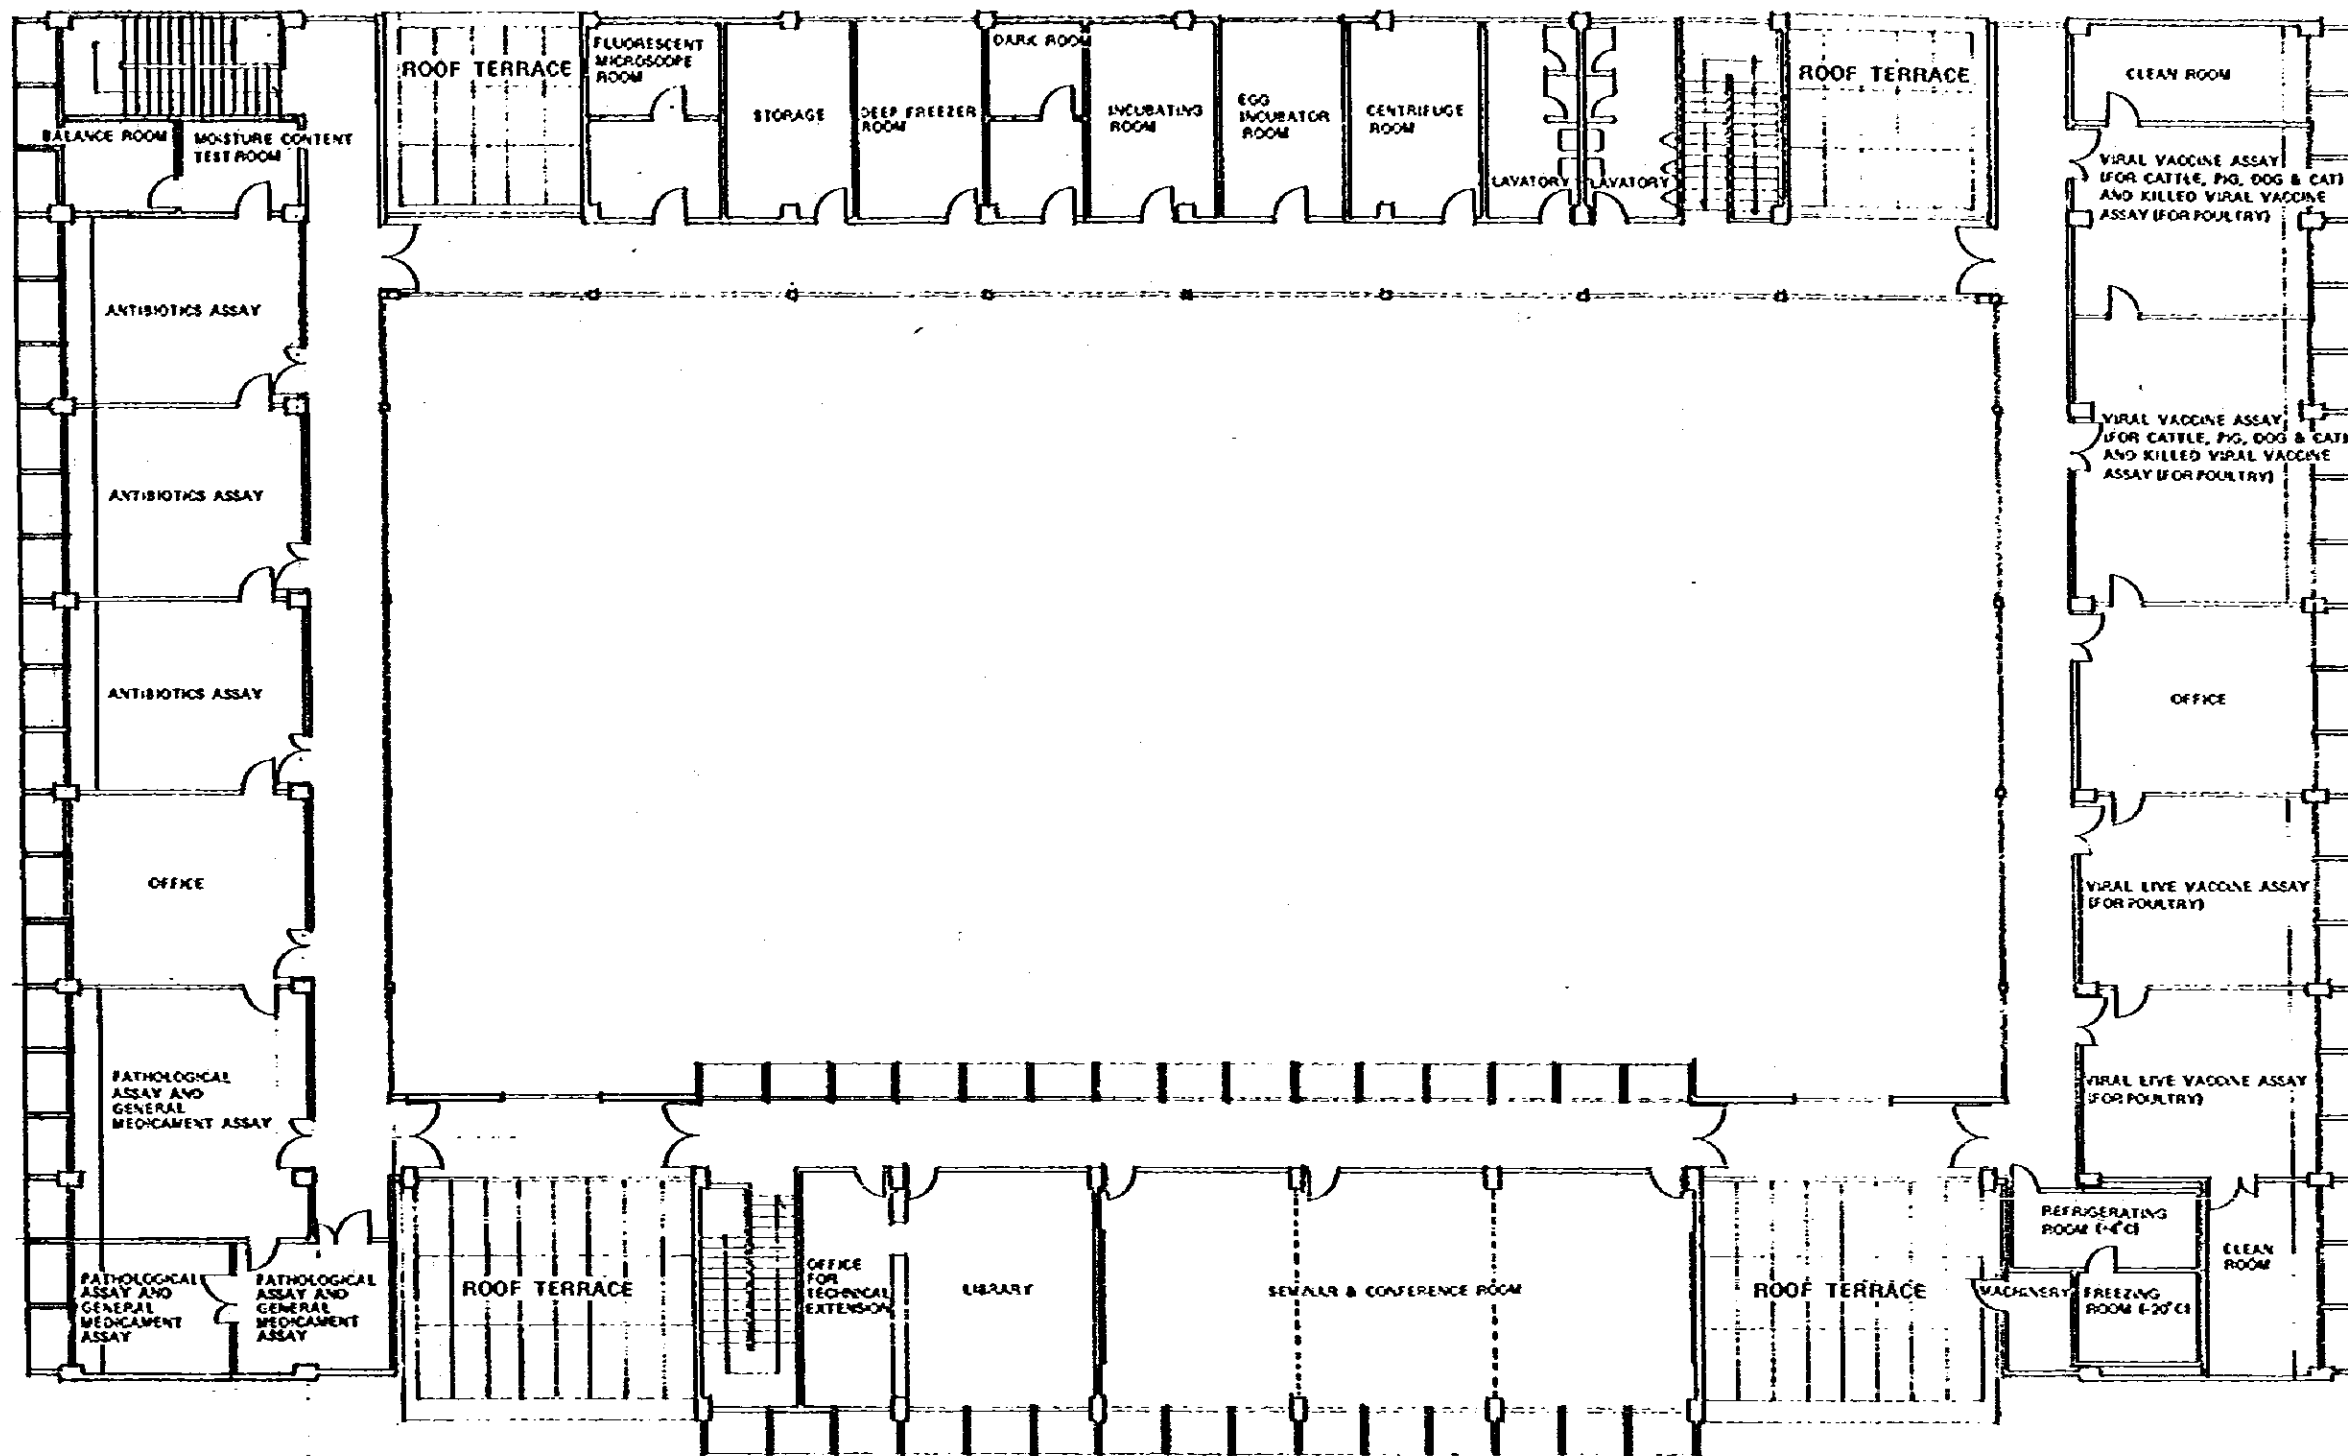 ROOF TERRACE
FLUORESCENT
MICROSCOPE
ROOM
STORAGE
DEEP FREEZER
ROOM
DARK ROOM
INCUBATING
ROOM
EGG
INCUBATOR
ROOM
CENTRIFUGE
ROOM
LAVATORY
LAVATORY
ROOF TERRACE
CLEAN ROOM
BALANCE ROOM
MOISTURE CONTENT
TEST ROOM
VIRAL VACCINE ASSAY
(FOR CATTLE, PIG, DOG & CAT)
AND KILLED VIRAL VACCINE
ASSAY (FOR POULTRY)
ANTIBIOTICS ASSAY
VIRAL VACCINE ASSAY
(FOR CATTLE, PIG, DOG & CAT)
AND KILLED VIRAL VACCINE
ASSAY (FOR POULTRY)
ANTIBIOTICS ASSAY
ANTIBIOTICS ASSAY
OFFICE
OFFICE
VIRAL LIVE VACCINE ASSAY
(FOR POULTRY)
PATHOLOGICAL
ASSAY AND
GENERAL
MEDICAMENT ASSAY
VIRAL LIVE VACCINE ASSAY
(FOR POULTRY)
PATHOLOGICAL
ASSAY AND
GENERAL
MEDICAMENT
ASSAY
PATHOLOGICAL
ASSAY AND
GENERAL
MEDICAMENT
ASSAY
ROOF TERRACE
OFFICE
FOR
TECHNICAL
EXTENSION
LIBRARY
SEMINAR & CONFERENCE ROOM
ROOF TERRACE
REFRIGERATING
ROOM (+4°C)
MACHINERY
FREEZING
ROOM (-20°C)
CLEAN
ROOM